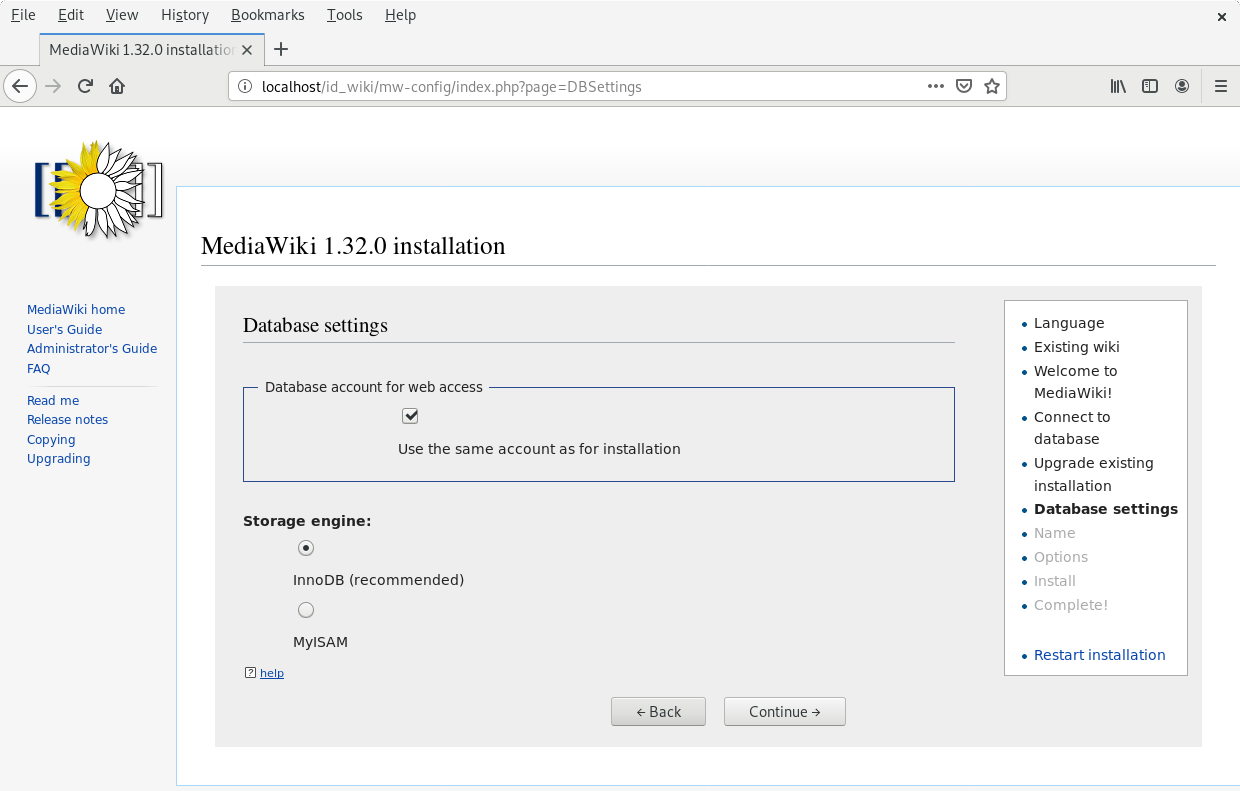 File Edit View History Bookmarks Tools Help
MediaWiki 1.32.0 installation
localhost/id_wiki/mw-config/index.php?page=DBSettings
MediaWiki home
User's Guide
Administrator's Guide
FAQ
Read me
Release notes
Copying
Upgrading
MediaWiki 1.32.0 installation
Database settings
Database account for web access
Use the same account as for installation
Storage engine:
InnoDB (recommended)
MyISAM
? help
← Back
Continue →
Language
Existing wiki
Welcome to
MediaWiki!
Connect to
database
Upgrade existing
installation
Database settings
Name
Options
Install
Complete!
Restart installation